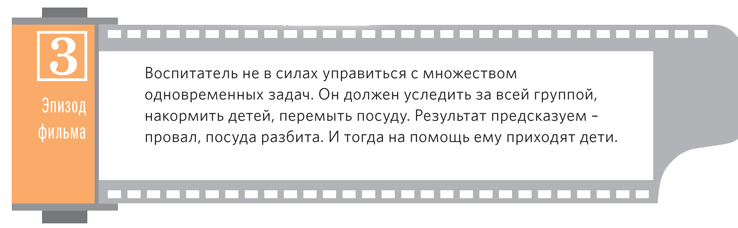 3
Эпизод
фильма
Воспитатель не в силах управиться с множеством
одновременных задач. Он должен уследить за всей группой,
накормить детей, перемыть посуду. Результат предсказуем –
провал, посуда разбита. И тогда на помощь ему приходят дети.